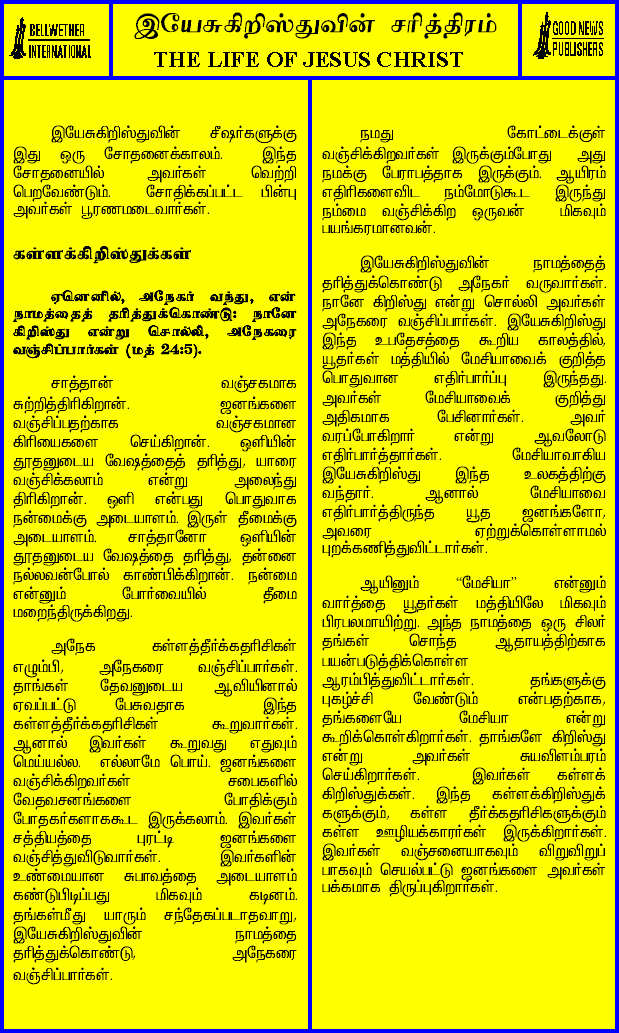 BELLWETHER
INTERNATIONAL
இயேசுகிறிஸ்துவின் சரித்திரம்
THE LIFE OF JESUS CHRIST
GOOD NEWS
PUBLISHERS
இயேசுகிறிஸ்துவின் சீஷர்களுக்கு
இது ஒரு சோதனைக்காலம். இந்த
சோதனையில் அவர்கள் வெற்றி
பெறவேண்டும். சோதிக்கப்பட்ட பின்பு
அவர்கள் பூரணமடைவார்கள்.
கள்ளக்கிறிஸ்துக்கள்
ஏனெனில், அநேகர் வந்து, என்
நாமத்தைத் தரித்துக்கொண்டு: நானே
கிறிஸ்து என்று சொல்லி, அநேகரை
வஞ்சிப்பார்கள் (மத் 24:5).
சாத்தான் வஞ்சகமாக
சுற்றித்திரிகிறான். ஜனங்களை
வஞ்சிப்பதற்காக வஞ்சகமான
கிரியைகளை செய்கிறான். ஒளியின்
தூதனுடைய வேஷத்தைத் தரித்து, யாரை
வஞ்சிக்கலாம் என்று அலைந்து
திரிகிறான். ஒளி என்பது பொதுவாக
நன்மைக்கு அடையாளம். இருள் தீமைக்கு
அடையாளம். சாத்தானோ ஒளியின்
தூதனுடைய வேஷத்தை தரித்து, தன்னை
நல்லவன்போல் காண்பிக்கிறான். நன்மை
என்னும் போர்வையில் தீமை
மறைந்திருக்கிறது.
அநேக கள்ளத்தீர்க்கதரிசிகள்
எழும்பி, அநேகரை வஞ்சிப்பார்கள்.
தாங்கள் தேவனுடைய ஆவியினால்
ஏவப்பட்டு பேசுவதாக இந்த
கள்ளத்தீர்க்கதரிசிகள் கூறுவார்கள்.
ஆனால் இவர்கள் கூறுவது எதுவும்
மெய்யல்ல. எல்லாமே பொய். ஜனங்களை
வஞ்சிக்கிறவர்கள் சபைகளில்
வேதவசனங்களை போதிக்கும்
போதகர்களாககூட இருக்கலாம். இவர்கள்
சத்தியத்தை புரட்டி ஜனங்களை
வஞ்சித்துவிடுவார்கள். இவர்களின்
உண்மையான சுபாவத்தை அடையாளம்
கண்டுபிடிப்பது மிகவும் கடினம்.
தங்கள்மீது யாரும் சந்தேகப்படாதவாறு,
இயேசுகிறிஸ்துவின் நாமத்தை
தரித்துக்கொண்டு, அநேகரை
வஞ்சிப்பார்கள்.
நமது கோட்டைக்குள்
வஞ்சிக்கிறவர்கள் இருக்கும்போது அது
நமக்கு பேராபத்தாக இருக்கும். ஆயிரம்
எதிரிகளைவிட நம்மோடுகூட இருந்து
நம்மை வஞ்சிக்கிற ஒருவன் மிகவும்
பயங்கரமானவன்.
இயேசுகிறிஸ்துவின் நாமத்தைத்
தரித்துக்கொண்டு அநேகர் வருவார்கள்.
நானே கிறிஸ்து என்று சொல்லி அவர்கள்
அநேகரை வஞ்சிப்பார்கள். இயேசுகிறிஸ்து
இந்த உபதேசத்தை கூறிய காலத்தில்,
யூதர்கள் மத்தியில் மேசியாவைக் குறித்த
பொதுவான எதிர்பார்ப்பு இருந்தது.
அவர்கள் மேசியாவைக் குறித்து
அதிகமாக பேசினார்கள். அவர்
வரப்போகிறார் என்று ஆவலோடு
எதிர்பார்த்தார்கள். மேசியாவாகிய
இயேசுகிறிஸ்து இந்த உலகத்திற்கு
வந்தார். ஆனால் மேசியாவை
எதிர்பார்த்திருந்த யூத ஜனங்களோ,
அவரை ஏற்றுக்கொள்ளாமல்
புறக்கணித்துவிட்டார்கள்.
ஆயினும் “மேசியா” என்னும்
வார்த்தை யூதர்கள் மத்தியிலே மிகவும்
பிரபலமாயிற்று. அந்த நாமத்தை ஒரு சிலர்
தங்கள் சொந்த ஆதாயத்திற்காக
பயன்படுத்திக்கொள்ள
ஆரம்பித்துவிட்டார்கள். தங்களுக்கு
புகழ்ச்சி வேண்டும் என்பதற்காக,
தங்களையே மேசியா என்று
கூறிக்கொள்கிறார்கள். தாங்களே கிறிஸ்து
என்று அவர்கள் சுயவிளம்பரம்
செய்கிறார்கள். இவர்கள் கள்ளக்
கிறிஸ்துக்கள். இந்த கள்ளக்கிறிஸ்துக்
களுக்கும், கள்ள தீர்க்கதரிசிகளுக்கும்
கள்ள ஊழியக்காரர்கள் இருக்கிறார்கள்.
இவர்கள் வஞ்சனையாகவும் விறுவிறுப்
பாகவும் செயல்பட்டு ஜனங்களை அவர்கள்
பக்கமாக திருப்புகிறார்கள்.